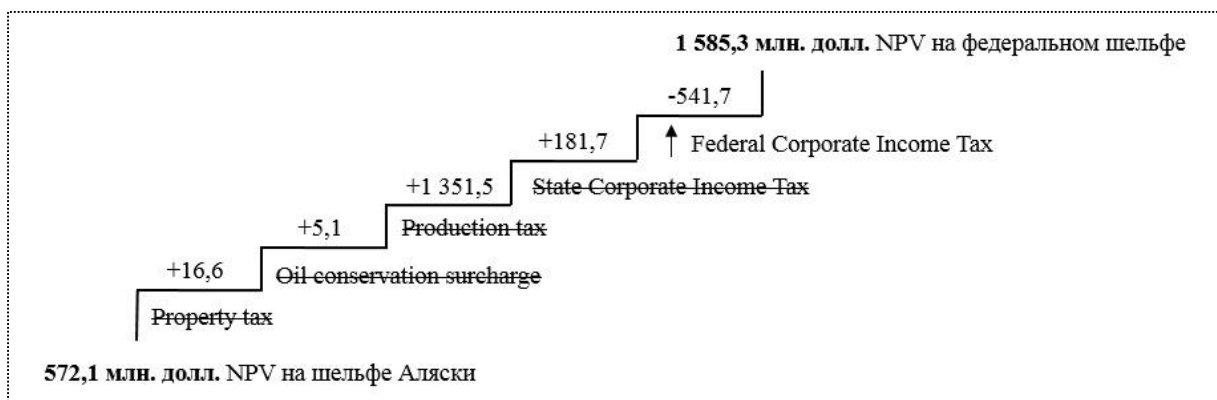 1 585,3 млн. долл. NPV на федеральном шельфе
-541,7
Federal Corporate Income Tax
+181,7
State Corporate Income Tax
+1 351,5
Production tax
+5,1
Oil conservation surcharge
+16,6
Property tax
572,1 млн. долл. NPV на шельфе Аляски